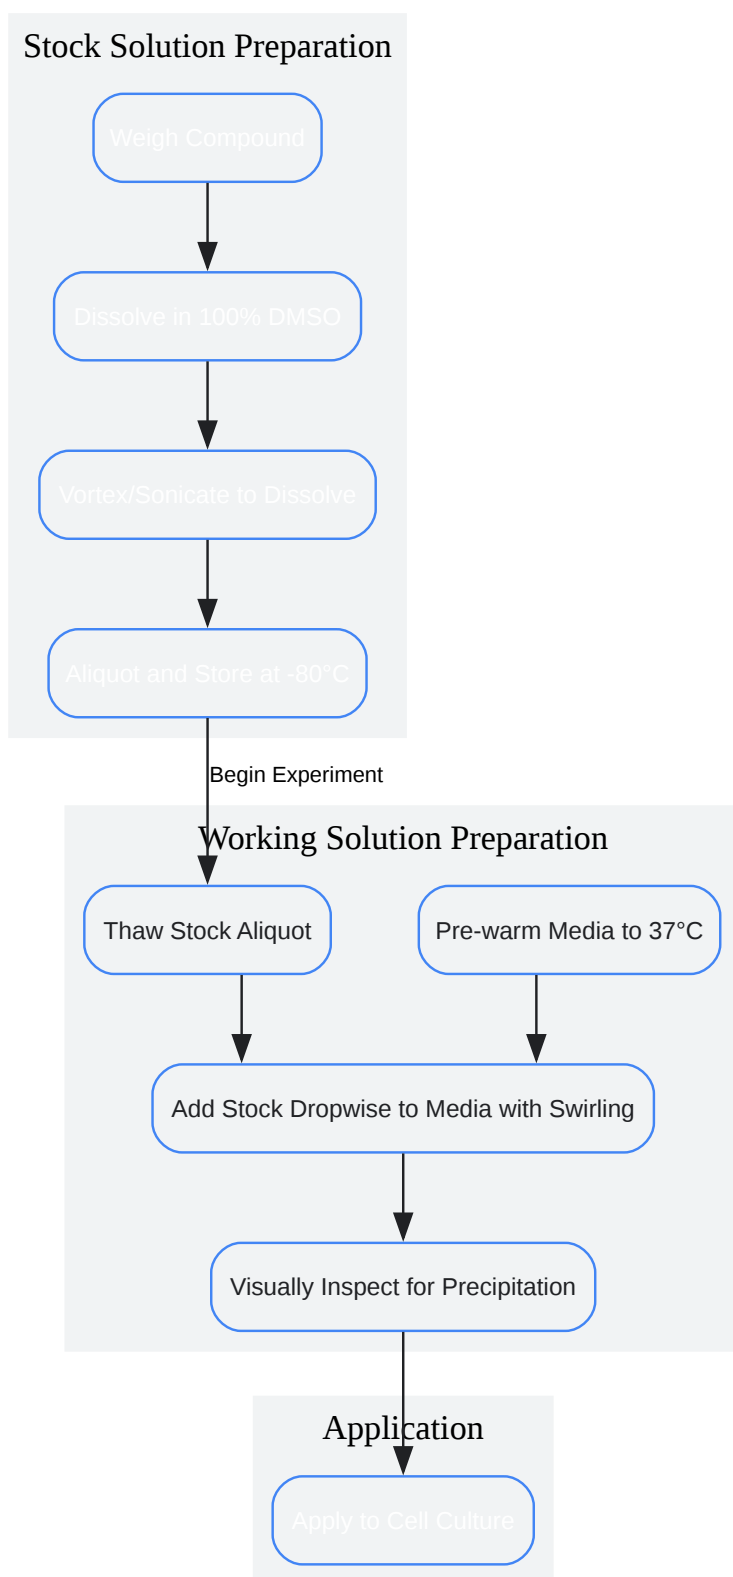 Stock Solution Preparation
Weigh Compound
Dissolve in 100% DMSO
Vortex/Sonicate to Dissolve
Aliquot and Store at -80°C
Begin Experiment
Working Solution Preparation
Thaw Stock Aliquot
Pre-warm Media to 37°C
Add Stock Dropwise to Media with Swirling
Visually Inspect for Precipitation
Application
Apply to Cell Culture